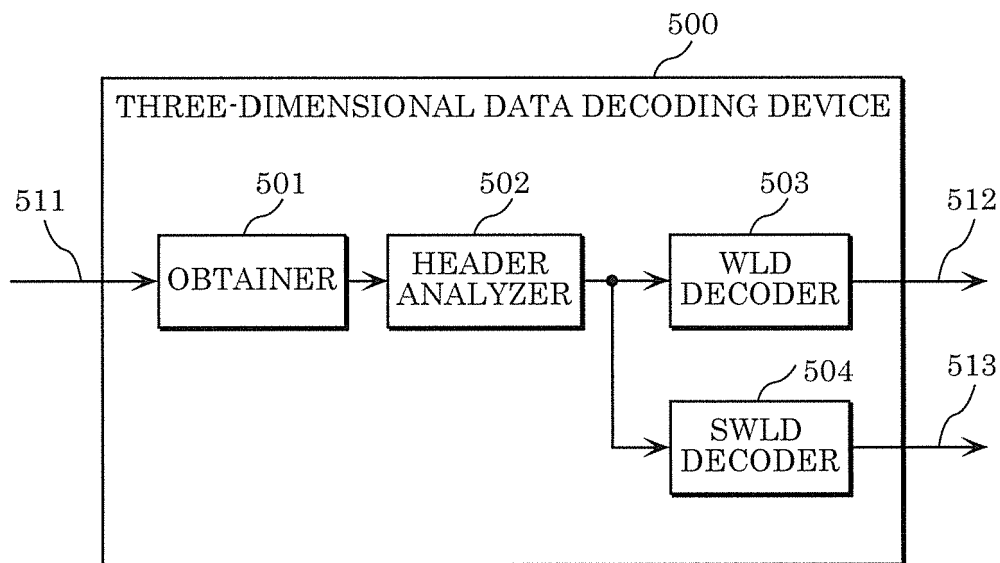 500
THREE-DIMENSIONAL DATA DECODING DEVICE
511
501
502
503
512
OBTAINER
HEADER
ANALYZER
WLD
DECODER
504
513
SWLD
DECODER